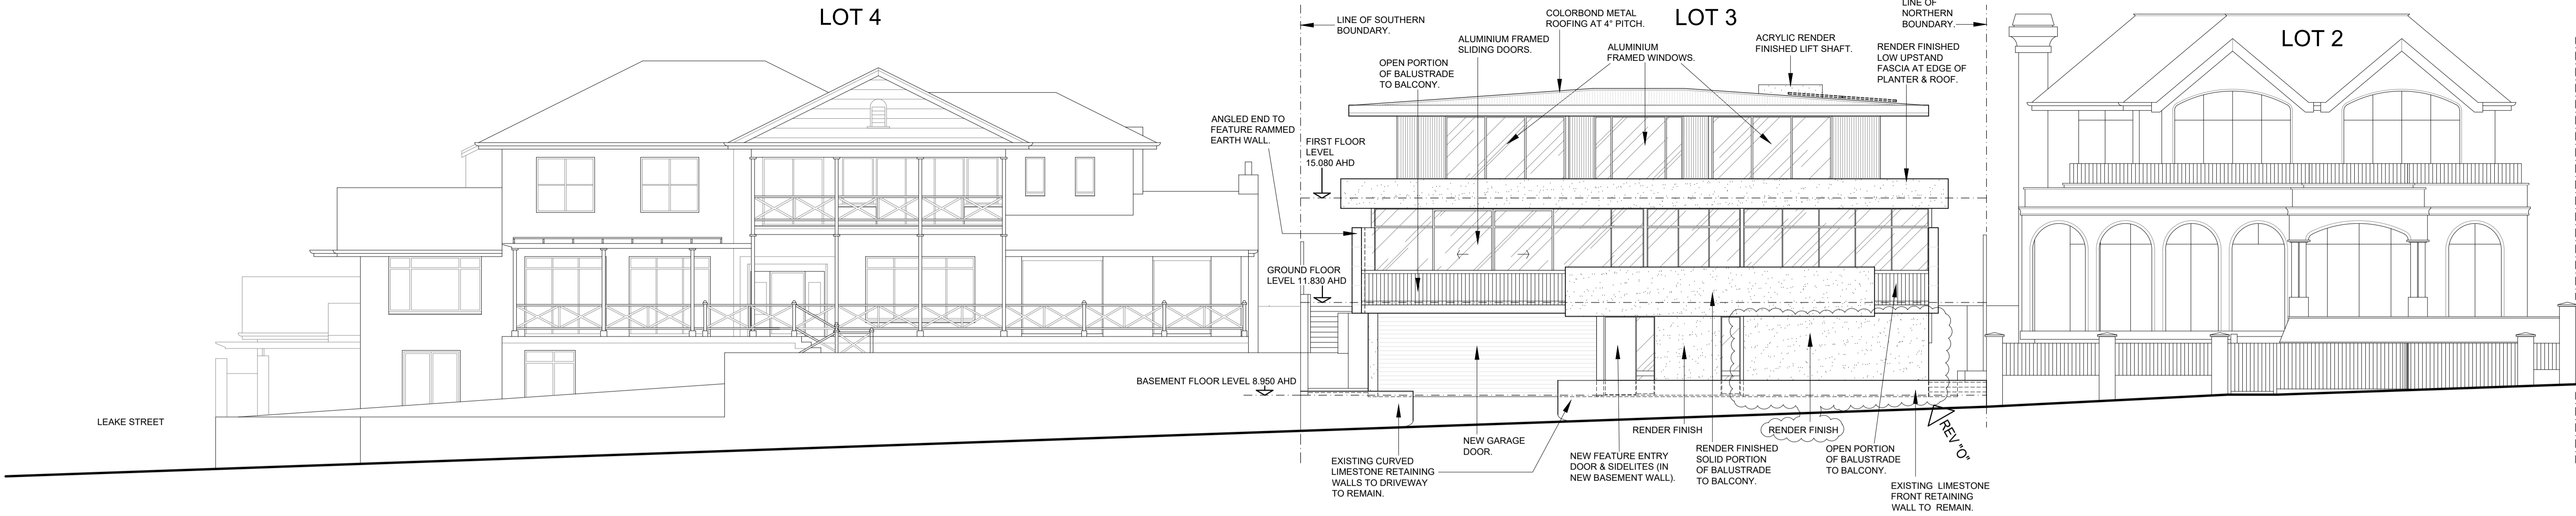 LOT 4
LINE OF SOUTHERN
BOUNDARY.
COLORBOND METAL
ROOFING AT 4° PITCH.
LOT 3
LINE OF
NORTHERN
BOUNDARY.
LOT 2
ALUMINIUM FRAMED
SLIDING DOORS.
ALUMINIUM
FRAMED WINDOWS.
ACRYLIC RENDER
FINISHED LIFT SHAFT.
RENDER FINISHED
LOW UPSTAND
FASCIA AT EDGE OF
PLANTER & ROOF.
OPEN PORTION
OF BALUSTRADE
TO BALCONY.
ANGLED END TO
FEATURE RAMMED
EARTH WALL.
FIRST FLOOR
LEVEL
15.080 AHD
GROUND FLOOR
LEVEL 11.830 AHD
BASEMENT FLOOR LEVEL 8.950 AHD
LEAKE STREET
EXISTING CURVED
LIMESTONE RETAINING
WALLS TO DRIVEWAY
TO REMAIN.
NEW GARAGE
DOOR.
NEW FEATURE ENTRY
DOOR & SIDELITES (IN
NEW BASEMENT WALL).
RENDER FINISH
RENDER FINISHED
SOLID PORTION
OF BALUSTRADE
TO BALCONY.
RENDER FINISH
OPEN PORTION
OF BALUSTRADE
TO BALCONY.
REV "O"
EXISTING LIMESTONE
FRONT RETAINING
WALL TO REMAIN.